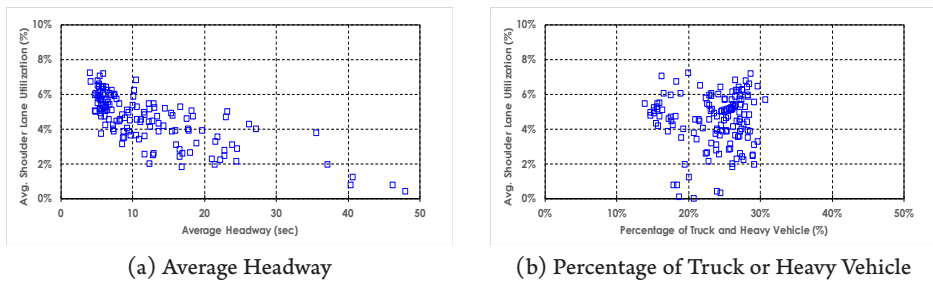 Avg. Shoulder Lane Utilization (%)
10%
8%
6%
4%
2%
0%
0 10 20 30 40 50
Average Headway (sec)
(a) Average Headway
Avg. Shoulder Lane Utilization (%)
10%
8%
6%
4%
2%
0%
0% 10% 20% 30% 40% 50%
Percentage of Truck and Heavy Vehicle (%)
(b) Percentage of Truck or Heavy Vehicle